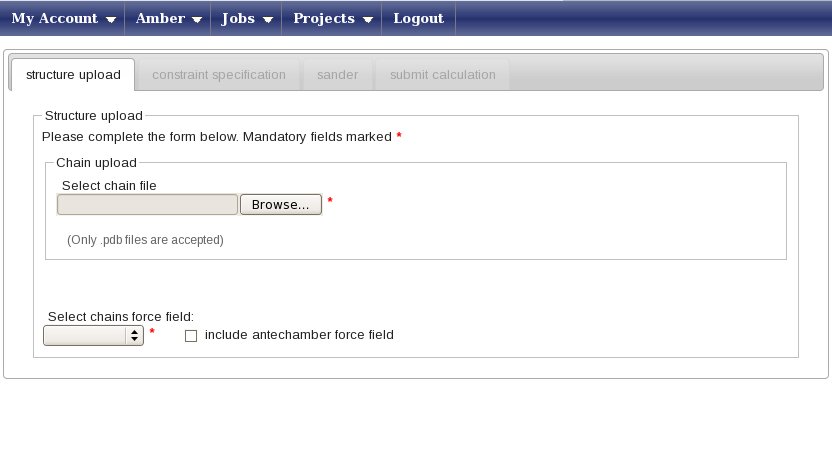 My Account Amber Jobs Projects Logout
structure upload constraint specification sander submit calculation
Structure upload
Please complete the form below. Mandatory fields marked *
Chain upload
Select chain file
Browse... *
(Only .pdb files are accepted)
Select chains force field:
* include antechamber force field